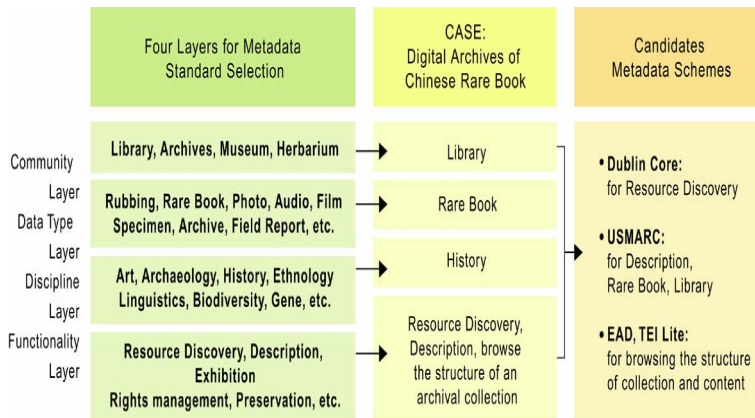 Four Layers for Metadata
Standard Selection
CASE:
Digital Archives of
Chinese Rare Book
Candidates
Metadata Schemes
Community
Layer
Data Type
Layer
Discipline
Layer
Functionality
Layer
Library, Archives, Museum, Herbarium
Rubbing, Rare Book, Photo, Audio, Film
Specimen, Archive, Field Report, etc.
Art, Archaeology, History, Ethnology
Linguistics, Biodiversity, Gene, etc.
Resource Discovery, Description,
Exhibition
Rights management, Preservation, etc.
Library
Rare Book
History
Resource Discovery,
Description, browse
the structure of an
archival collection
• Dublin Core:
for Resource Discovery
• USMARC:
for Description,
Rare Book, Library
• EAD, TEI Lite:
for browsing the structure
of collection and content